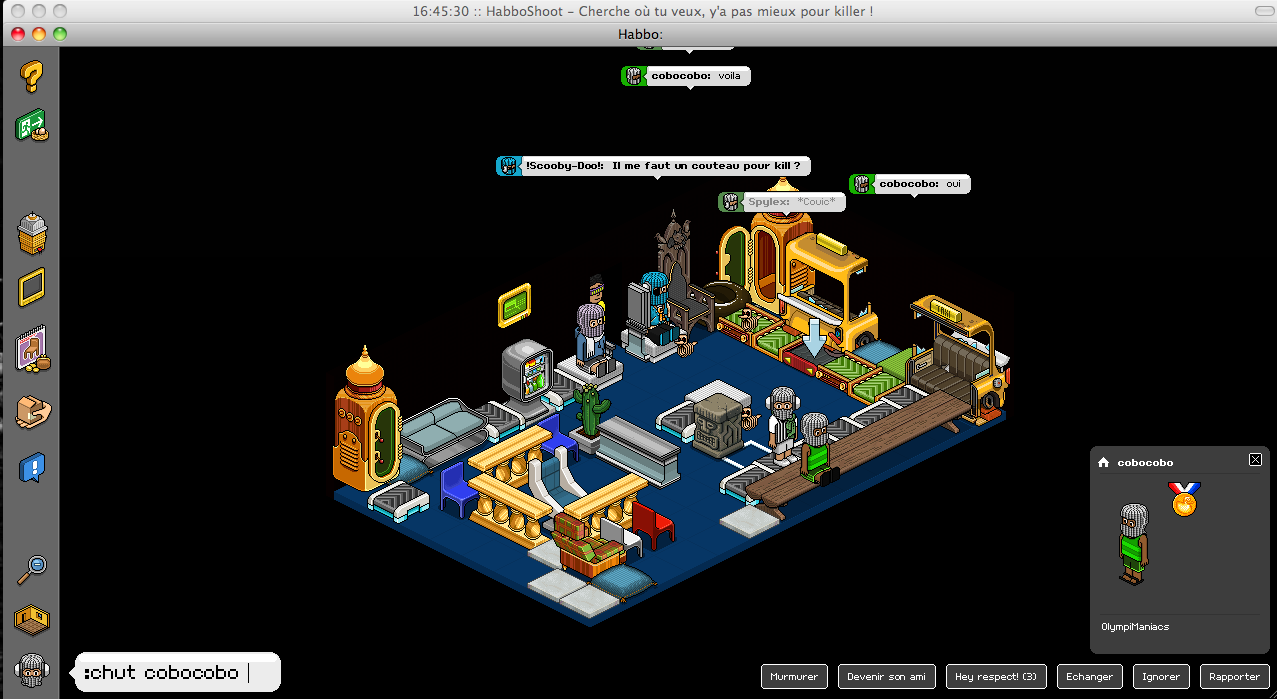 16:45:30 :: HabboShoot - Cherche où tu veux, y'a pas mieux pour killer !
Habbo:
cobocobo: voila
!Scooby-Doo!: Il me faut un couteau pour kill ?
cobocobo: oui
Spylex: *Couic*
cobocobo
OlympiManiacs
:chut cobocobo
Murmurer
Devenir son ami
Hey respect! (3)
Echanger
Ignorer
Rapporter